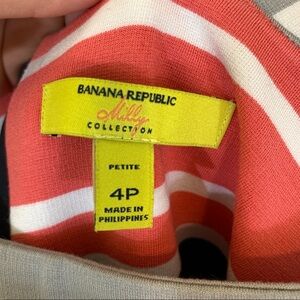 BANANA REPUBLIC
Milly
COLLECTION
PETITE
4P
MADE IN
PHILIPPINES